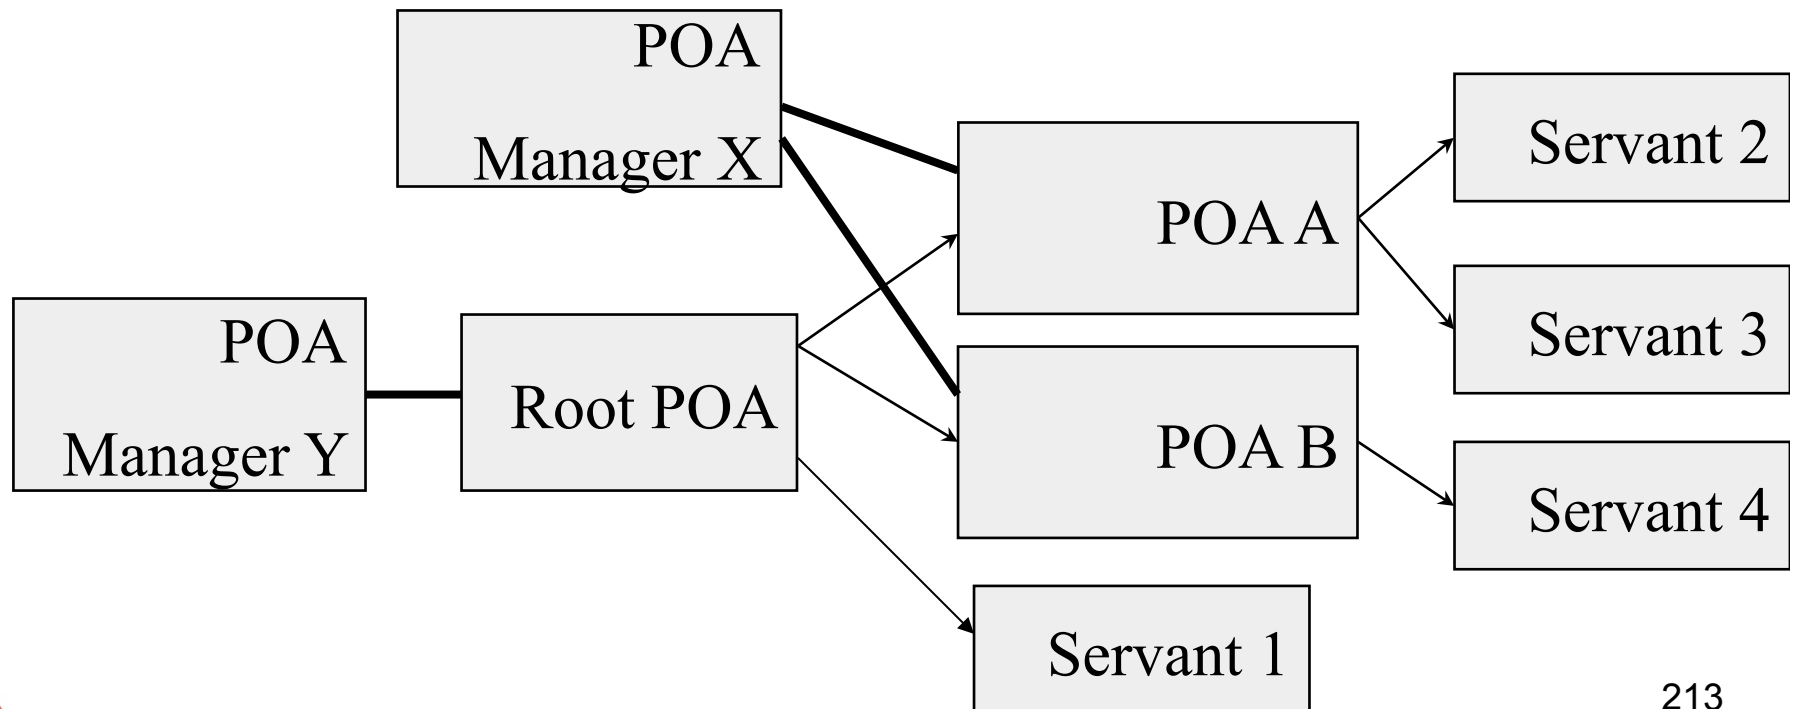 POA
Manager X
Servant 2
POA A
Servant 3
POA
Manager Y
Root POA
POA B
Servant 4
Servant 1
213